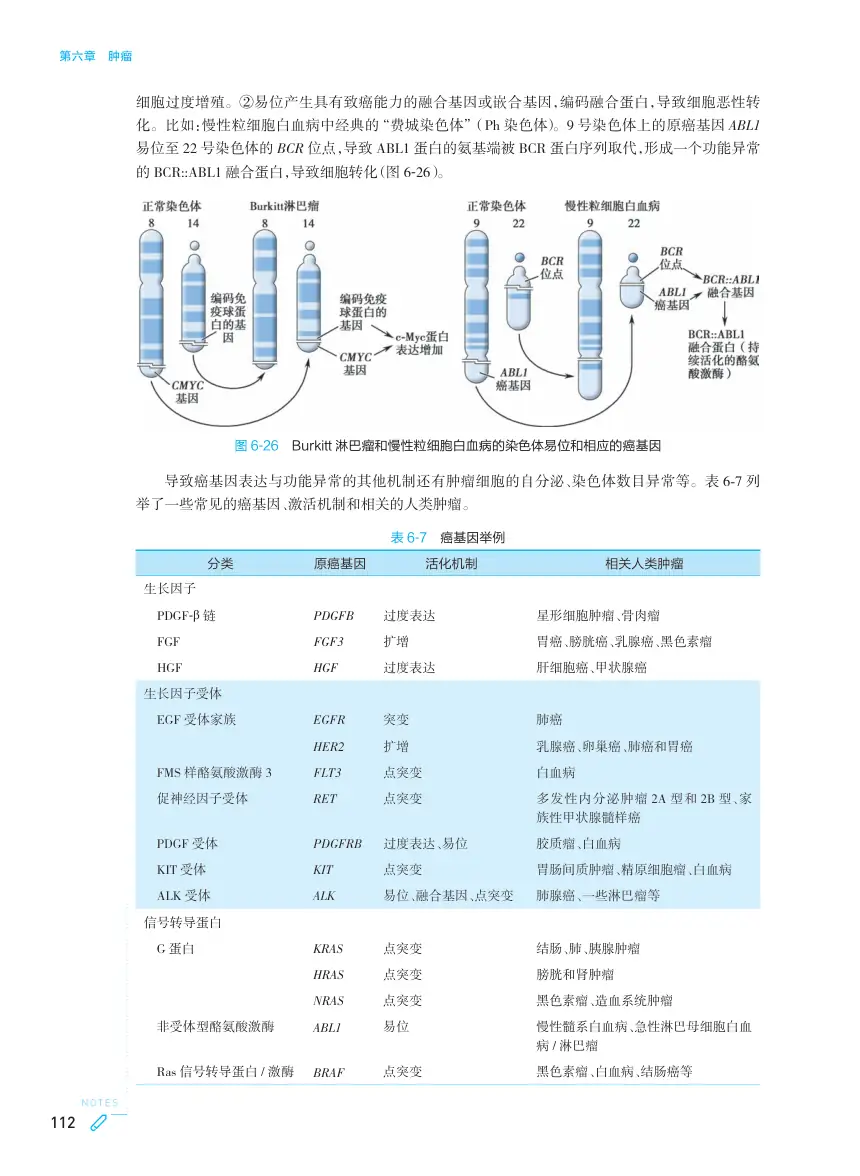 第六章 肿瘤
细胞过度增殖。②易位产生具有致癌能力的融合基因或嵌合基因，编码融合蛋白，导致细胞恶性转
化。比如：慢性粒细胞白血病中经典的“费城染色体”（Ph 染色体）。9 号染色体上的原癌基因 ABL1
易位至 22 号染色体的 BCR 位点，导致 ABL1 蛋白的氨基端被 BCR 蛋白序列取代，形成一个功能异常
的 BCR::ABL1 融合蛋白，导致细胞转化（图 6-26）。
正常染色体 Burkitt淋巴瘤 正常染色体 慢性粒细胞白血病
8 14 8 14 9 22 9 22
编码免
疫球蛋
白的基
因
CMYC
基因
编码免疫
球蛋白的
基因
CMYC
基因
c-Myc蛋白
表达增加
BCR
位点
ABL1
癌基因
BCR
位点
ABL1
癌基因
BCR::ABL1
融合基因
BCR::ABL1
融合蛋白（持
续活化的酪氨
酸激酶）
图 6-26 Burkitt 淋巴瘤和慢性粒细胞白血病的染色体易位和相应的癌基因
导致癌基因表达与功能异常的其他机制还有肿瘤细胞的自分泌、染色体数目异常等。表 6-7 列
举了一些常见的癌基因、激活机制和相关的人类肿瘤。
表 6-7 癌基因举例
分类 原癌基因 活化机制 相关人类肿瘤
生长因子
PDGF-β 链 PDGFB 过度表达 星形细胞肿瘤、骨肉瘤
FGF FGF3 扩增 胃癌、膀胱癌、乳腺癌、黑色素瘤
HGF HGF 过度表达 肝细胞癌、甲状腺癌
生长因子受体
EGF 受体家族 EGFR 突变 肺癌
HER2 扩增 乳腺癌、卵巢癌、肺癌和胃癌
FMS 样酪氨酸激酶 3 FLT3 点突变 白血病
促神经因子受体 RET 点突变 多发性内分泌肿瘤 2A 型和 2B 型、家
族性甲状腺髓样癌
PDGF 受体 PDGFRB 过度表达、易位 胶质瘤、白血病
KIT 受体 KIT 点突变 胃肠间质肿瘤、精原细胞瘤、白血病
ALK 受体 ALK 易位、融合基因、点突变 肺腺癌、一些淋巴瘤等
信号转导蛋白
G 蛋白 KRAS 点突变 结肠、肺、胰腺肿瘤
HRAS 点突变 膀胱和肾肿瘤
NRAS 点突变 黑色素瘤、造血系统肿瘤
非受体型酪氨酸激酶 ABL1 易位 慢性髓系白血病、急性淋巴母细胞白血
病 / 淋巴瘤
Ras 信号转导蛋白 / 激酶 BRAF 点突变 黑色素瘤、白血病、结肠癌等
NOTES
112